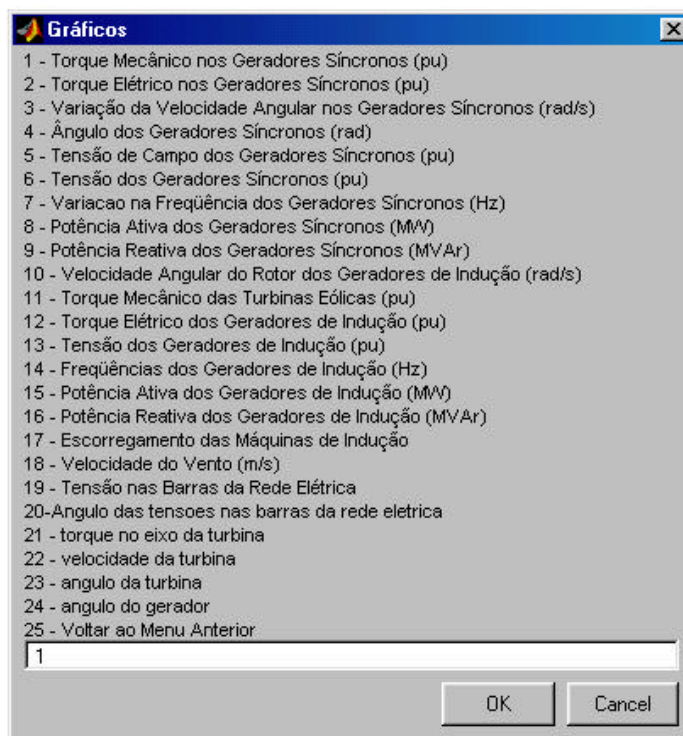 Gráficos
1 - Torque Mecânico nos Geradores Síncronos (pu)
2 - Torque Elétrico nos Geradores Síncronos (pu)
3 - Variação da Velocidade Angular nos Geradores Síncronos (rad/s)
4 - Ângulo dos Geradores Síncronos (rad)
5 - Tensão de Campo dos Geradores Síncronos (pu)
6 - Tensão dos Geradores Síncronos (pu)
7 - Variacao na Freqüência dos Geradores Síncronos (Hz)
8 - Potência Ativa dos Geradores Síncronos (MW)
9 - Potência Reativa dos Geradores Síncronos (MVAr)
10 - Velocidade Angular do Rotor dos Geradores de Indução (rad/s)
11 - Torque Mecânico das Turbinas Eólicas (pu)
12 - Torque Elétrico dos Geradores de Indução (pu)
13 - Tensão dos Geradores de Indução (pu)
14 - Freqüências dos Geradores de Indução (Hz)
15 - Potência Ativa dos Geradores de Indução (MW)
16 - Potência Reativa dos Geradores de Indução (MVAr)
17 - Escorregamento das Máquinas de Indução
18 - Velocidade do Vento (m/s)
19 - Tensão nas Barras da Rede Elétrica
20-Angulo das tensoes nas barras da rede eletrica
21 - torque no eixo da turbina
22 - velocidade da turbina
23 - angulo da turbina
24 - angulo do gerador
25 - Voltar ao Menu Anterior
1
OK Cancel